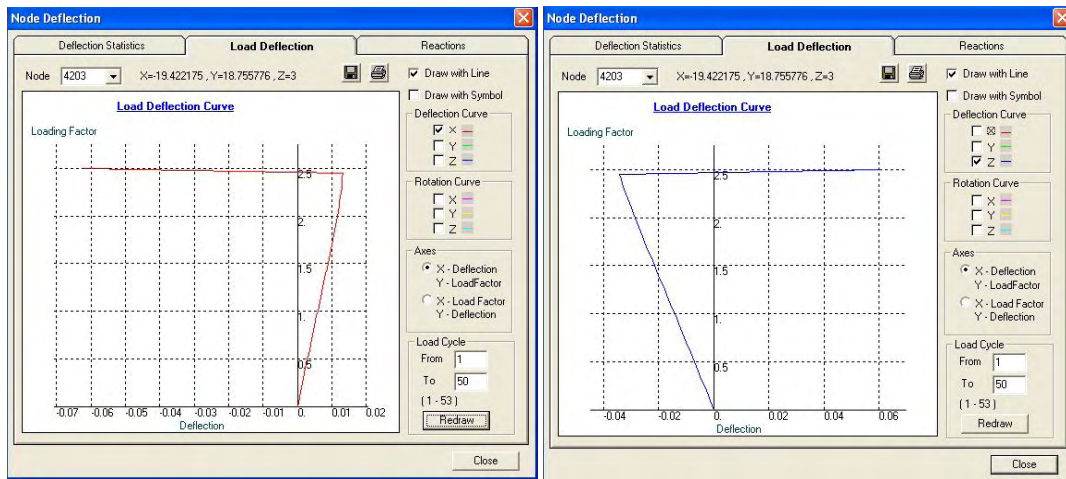 Node Deflection
Deflection Statistics
Load Deflection
Reactions
Node 4203 X=-19.422175 , Y=18.755776 , Z=3
Draw with Line
Draw with Symbol
Load Deflection Curve
Loading Factor
2.5
2.
1.5
1.
0.5
-0.07 -0.06 -0.05 -0.04 -0.03 -0.02 -0.01 0. 0.01 0.02
Deflection
Deflection Curve
X
Y
Z
Rotation Curve
X
Y
Z
Axes
X - Deflection
Y - LoadFactor
X - Load Factor
Y - Deflection
Load Cycle
From 1
To 50
( 1 - 53 )
Redraw
Close
Node Deflection
Deflection Statistics
Load Deflection
Reactions
Node 4203 X=-19.422175 , Y=18.755776 , Z=3
Draw with Line
Draw with Symbol
Load Deflection Curve
Loading Factor
2.5
2.
1.5
1.
0.5
-0.04 -0.02 0. 0.02 0.04 0.06
Deflection
Deflection Curve
X
Y
Z
Rotation Curve
X
Y
Z
Axes
X - Deflection
Y - LoadFactor
X - Load Factor
Y - Deflection
Load Cycle
From 1
To 50
( 1 - 53 )
Redraw
Close